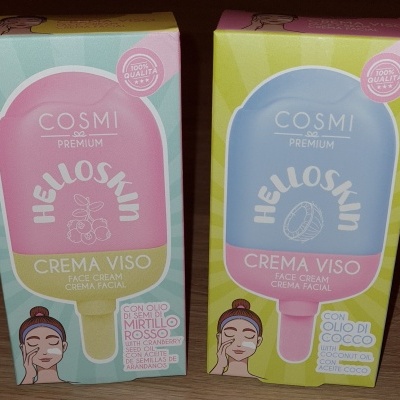 100%
QUALITÀ
COSMI
PREMIUM
HELLOSKIN
CREMA VISO
FACE CREAM
CREMA FACIAL
CON OLIO
DI SEMI DI
MIRTILLO
ROSSO
WITH CRANBERRY
SEED OIL
CON ACEITE
DE SEMILLAS DE
ARÁNDANOS
100%
QUALITÀ
COSMI
PREMIUM
HELLOSKIN
CREMA VISO
FACE CREAM
CREMA FACIAL
CON
OLIO DI
COCCO
WITH
COCONUT OIL
CON
ACEITE COCO